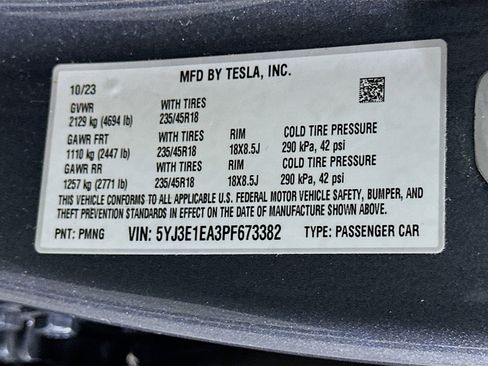 MFD BY TESLA, INC.
10/23
GVWR WITH TIRES
2129 kg (4694 lb) 235/45R18
GAWR FRT WITH TIRES RIM COLD TIRE PRESSURE
1110 kg (2447 lb) 235/45R18 18X8.5J 290 kPa, 42 psi
GAWR RR WITH TIRES RIM COLD TIRE PRESSURE
1257 kg (2771 lb) 235/45R18 18X8.5J 290 kPa, 42 psi
THIS VEHICLE CONFORMS TO ALL APPLICABLE U.S. FEDERAL MOTOR VEHICLE SAFETY, BUMPER, AND
THEFT PREVENTION STANDARDS IN EFFECT ON THE DATE OF MANUFACTURE SHOWN ABOVE.
PNT: PMNG VIN: 5YJ3E1EA3PF673382 TYPE: PASSENGER CAR